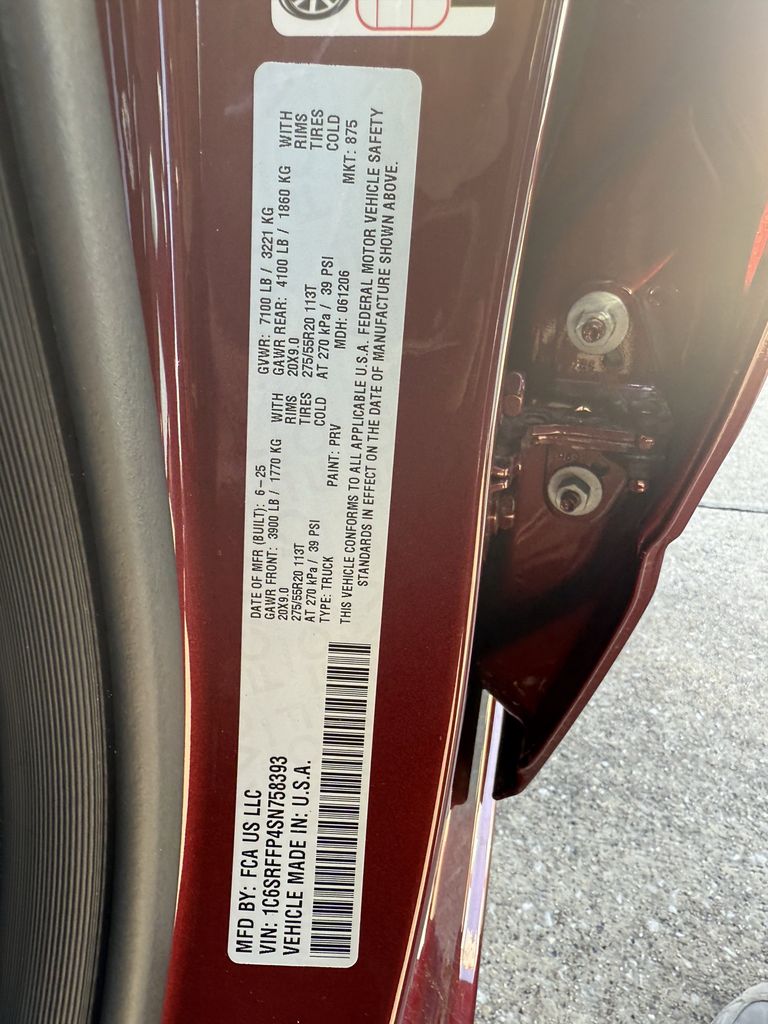 MFD BY: FCA US LLC
VIN: 1C6SRFFP4SN758393
VEHICLE MADE IN: U.S.A.
DATE OF MFR (BUILT): 6-25 GVWR: 7100 LB / 3221 KG
GAWR FRONT: 3900 LB / 1770 KG WITH GAWR REAR: 4100 LB / 1860 KG WITH
20X9.0 RIMS 20X9.0 RIMS
275/55R20 113T TIRES 275/55R20 113T TIRES
AT 270 kPa / 39 PSI COLD AT 270 kPa / 39 PSI COLD
TYPE: TRUCK PAINT: PRV MDH: 061206 MKT: 875
THIS VEHICLE CONFORMS TO ALL APPLICABLE U.S.A. FEDERAL MOTOR VEHICLE SAFETY
STANDARDS IN EFFECT ON THE DATE OF MANUFACTURE SHOWN ABOVE.